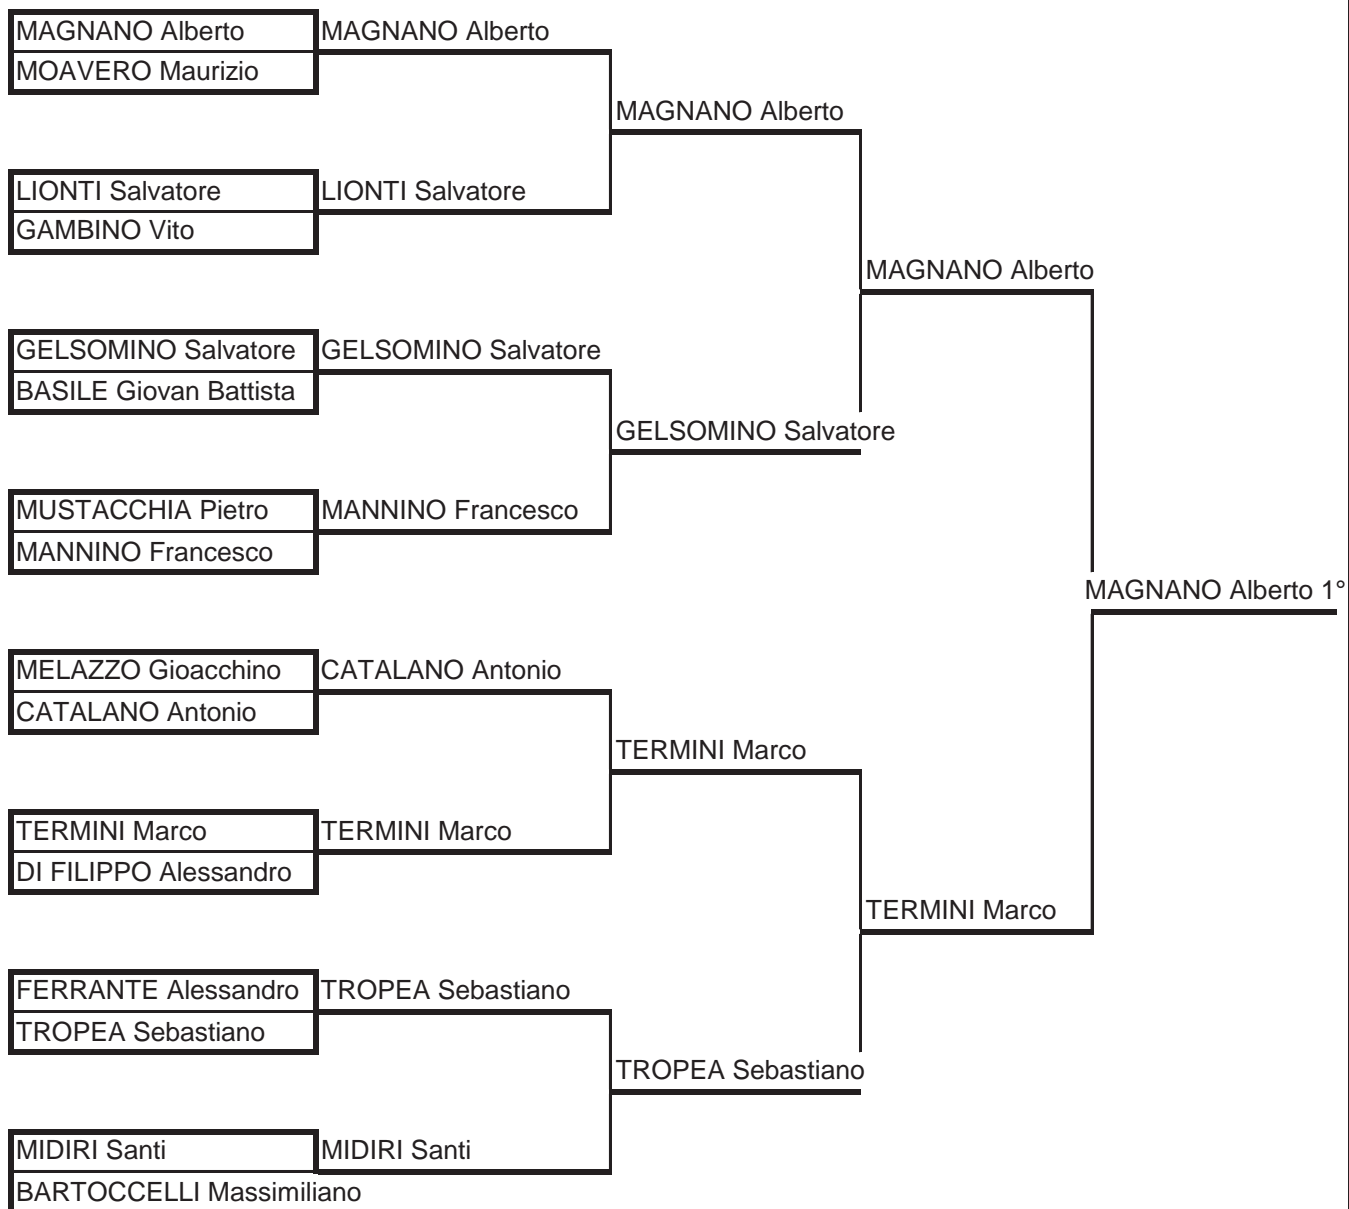 MAGNANO Alberto MAGNANO Alberto
MOAVERO Maurizio
MAGNANO Alberto
LIONTI Salvatore LIONTI Salvatore
GAMBINO Vito
MAGNANO Alberto
GELSOMINO Salvatore GELSOMINO Salvatore
BASILE Giovan Battista
GELSOMINO Salvatore
MUSTACCHIA Pietro MANNINO Francesco
MANNINO Francesco
MAGNANO Alberto 1°
MELAZZO Gioacchino CATALANO Antonio
CATALANO Antonio
TERMINI Marco
TERMINI Marco TERMINI Marco
DI FILIPPO Alessandro
TERMINI Marco
FERRANTE Alessandro TROPEA Sebastiano
TROPEA Sebastiano
TROPEA Sebastiano
MIDIRI Santi MIDIRI Santi
BARTOCCELLI Massimiliano